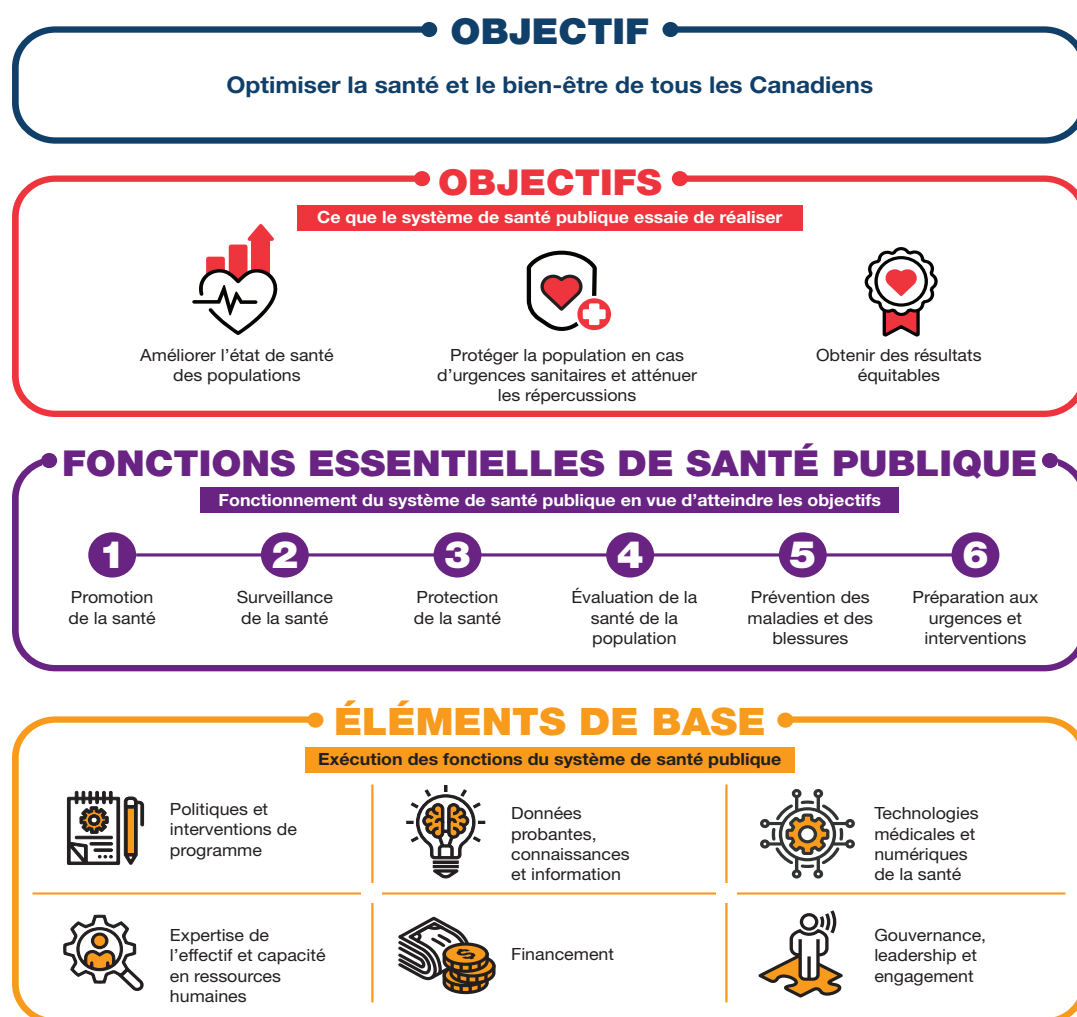 OBJECTIF
Optimiser la santé et le bien-être de tous les Canadiens
OBJECTIFS
Ce que le système de santé publique essaie de réaliser
Améliorer l'état de santé
des populations
Protéger la population en cas
d'urgences sanitaires et atténuer
les répercussions
Obtenir des résultats
équitables
FONCTIONS ESSENTIELLES DE SANTÉ PUBLIQUE
Fonctionnement du système de santé publique en vue d'atteindre les objectifs
1
Promotion
de la santé
2
Surveillance
de la santé
3
Protection
de la santé
4
Évaluation de la
santé de la
population
5
Prévention des
maladies et des
blessures
6
Préparation aux
urgences et
interventions
ÉLÉMENTS DE BASE
Exécution des fonctions du système de santé publique
Politiques et
interventions de
programme
Données
probantes,
connaissances
et information
Technologies
médicales et
numériques
de la santé
Expertise de
l'effectif et capacité
en ressources
humaines
$
Financement
Gouvernance,
leadership et
engagement